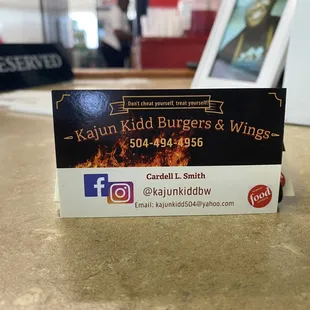 RESERVED
Don't cheat yourself, treat yourself!
Kajun Kidd Burgers & Wings
504-494-4956
Cardell L. Smith
@kajunkiddbw
Email: kajunkidd504@yahoo.com
food